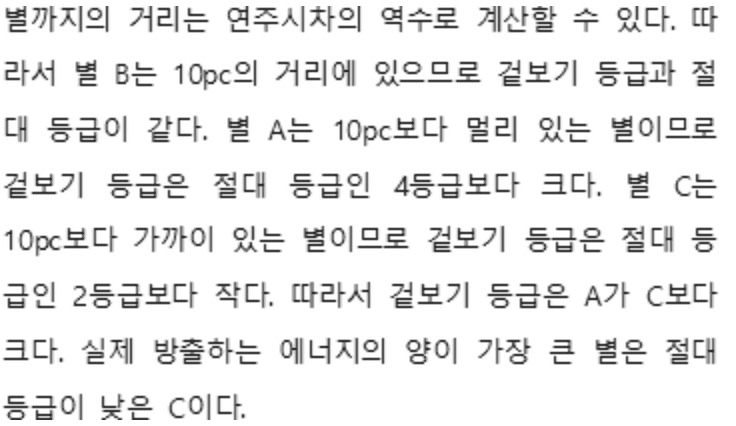 별까지의 거리는 연주시차의 역수로 계산할 수 있다. 따
라서 별 B는 10pc의 거리에 있으므로 겉보기 등급과 절
대 등급이 같다. 별 A는 10pc보다 멀리 있는 별이므로
겉보기 등급은 절대 등급인 4등급보다 크다. 별 C는
10pc보다 가까이 있는 별이므로 겉보기 등급은 절대 등
급인 2등급보다 작다. 따라서 겉보기 등급은 A가 C보다
크다. 실제 방출하는 에너지의 양이 가장 큰 별은 절대
등급이 낮은 C이다.